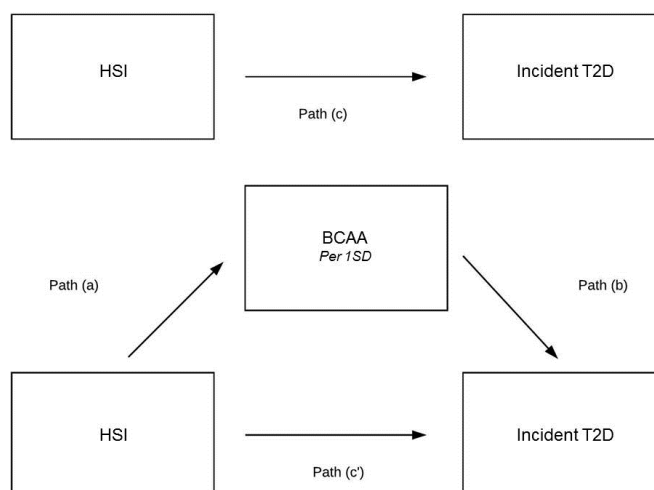 HSI
Incident T2D
Path (c)
BCAA
Per 1SD
Path (a)
Path (b)
HSI
Incident T2D
Path (c')